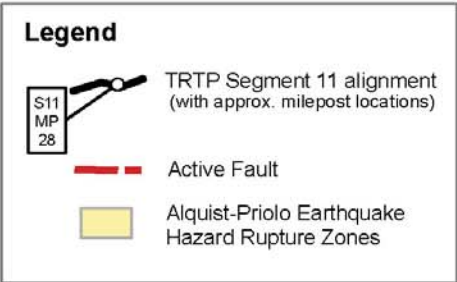 Legend
S11
MP
28
TRTP Segment 11 alignment
(with approx. milepost locations)
Active Fault
Alquist-Priolo Earthquake
Hazard Rupture Zones